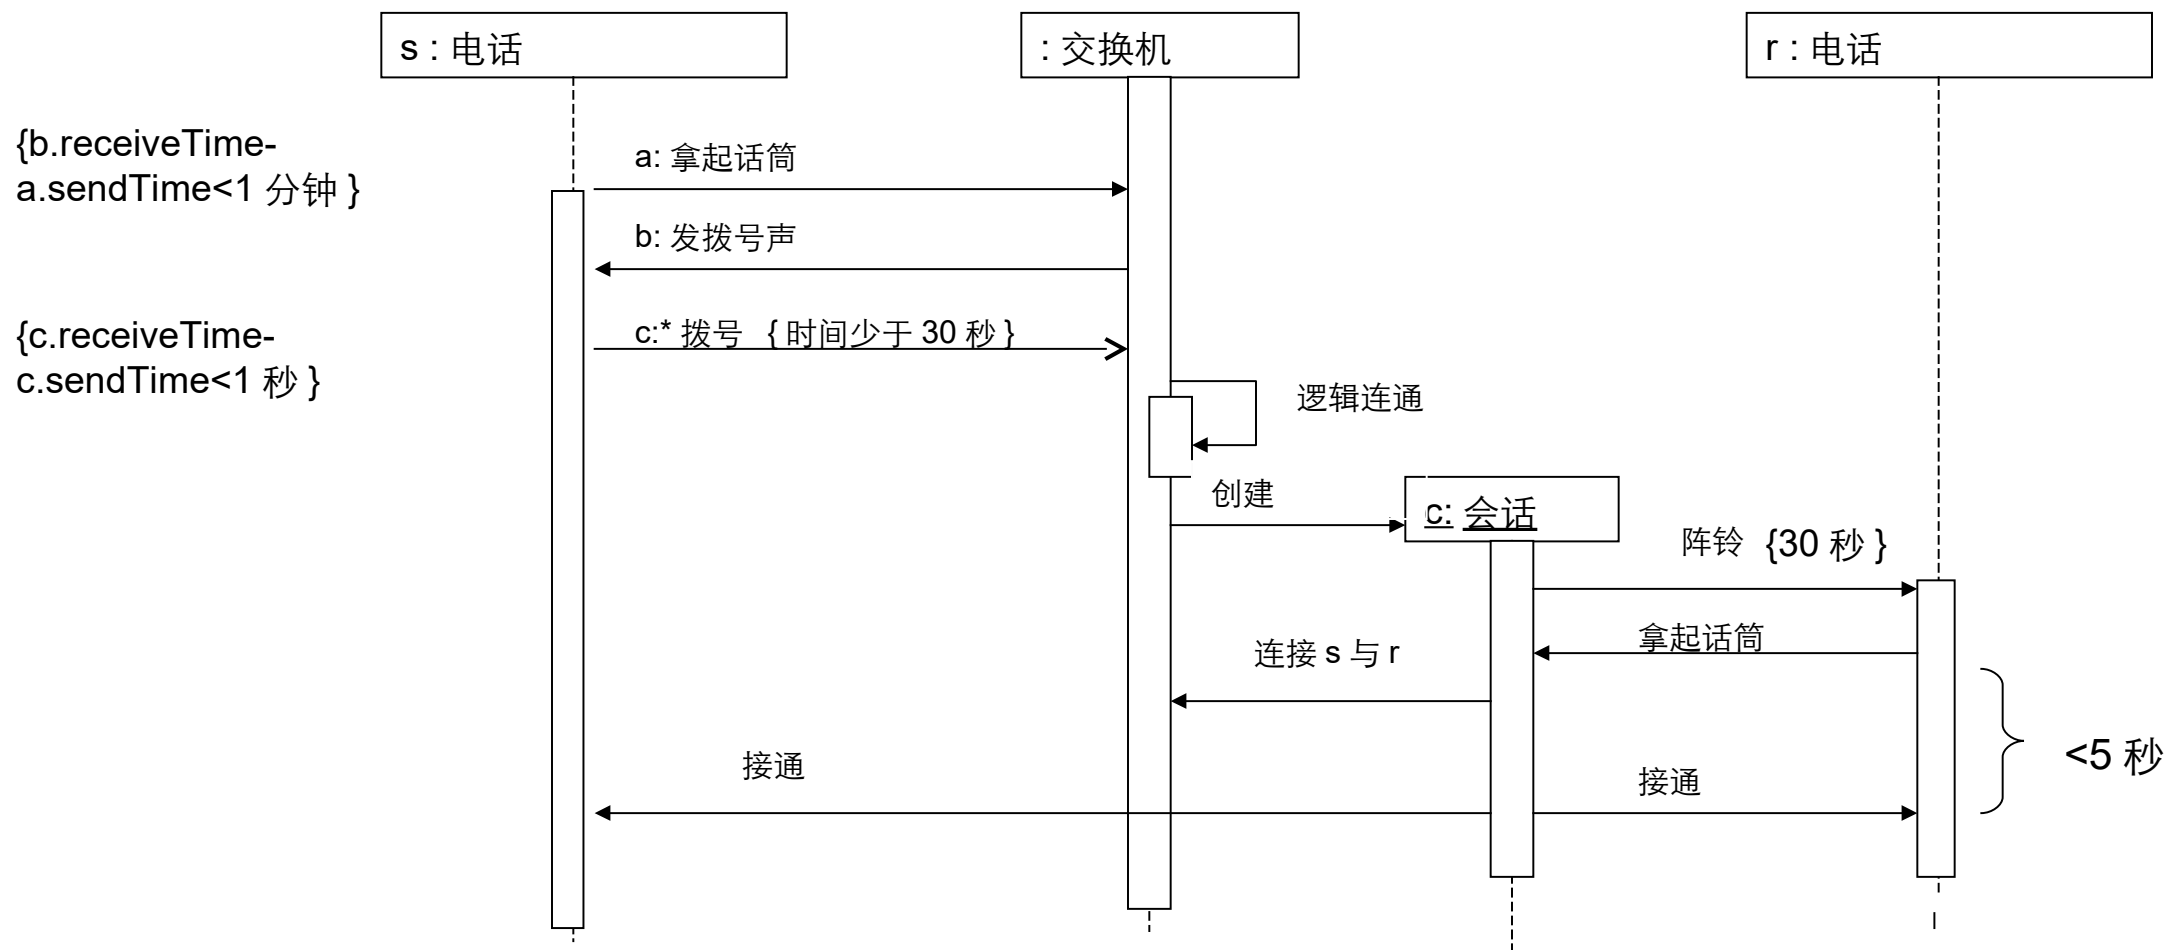 s : 电话
: 交换机
r : 电话
{b.receiveTime-
a.sendTime<1 分钟 }
a: 拿起话筒
b: 发拨号声
{c.receiveTime-
c.sendTime<1 秒 }
c:* 拨号 { 时间少于 30 秒 }
逻辑连通
创建
c: 会话
阵铃 {30 秒 }
拿起话筒
连接 s 与 r
<5 秒
接通
接通